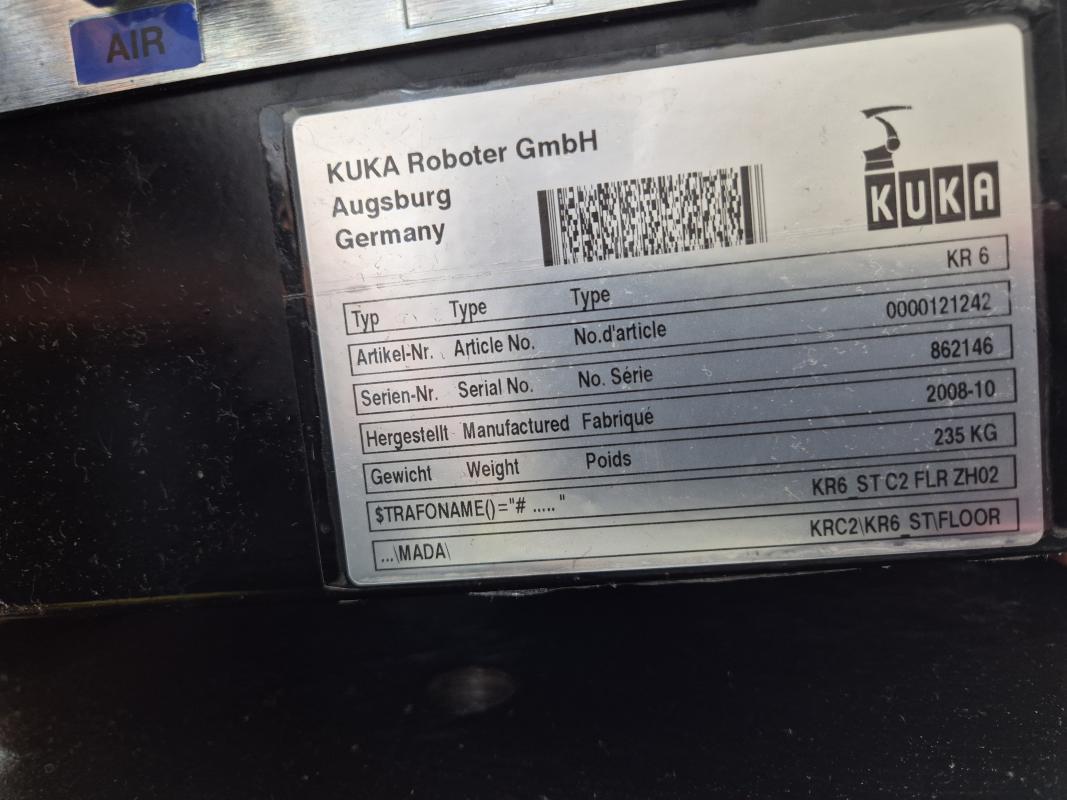 AIR
KUKA Roboter GmbH
Augsburg
Germany
KUKA
Typ Type Type KR 6
Artikel-Nr. Article No. No.d'article 0000121242
Serien-Nr. Serial No. No. Série 862146
Hergestellt Manufactured Fabriqué 2008-10
Gewicht Weight Poids 235 KG
$TRAFONAME()="# ..... " KR6_ST C2 FLR ZH02
...\MADA\ KRC2\KR6_ST\FLOOR